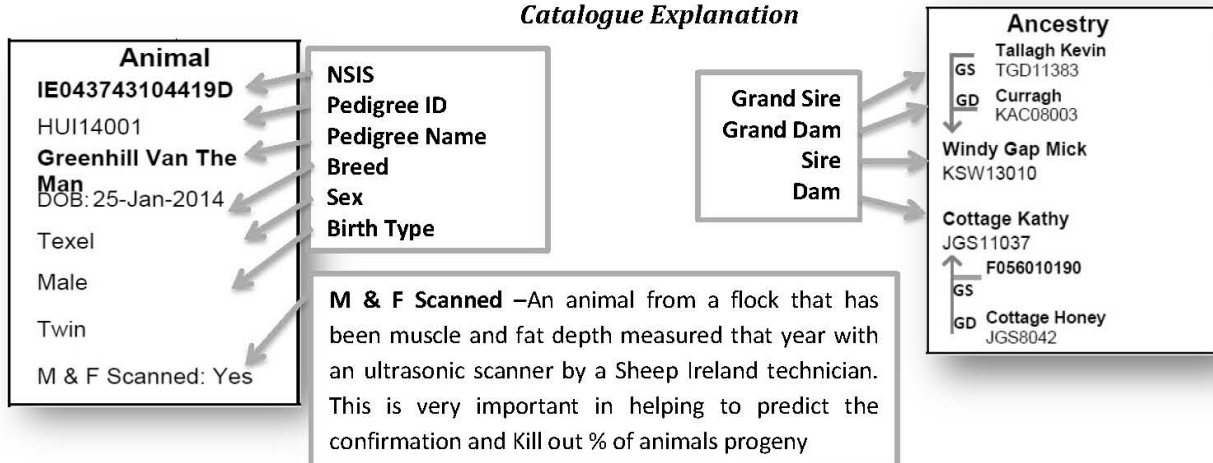 Catalogue Explanation
Animal
IE043743104419D
HUI14001
Greenhill Van The
Man
DOB: 25-Jan-2014
Texel
Male
Twin
M & F Scanned: Yes
NSIS
Pedigree ID
Pedigree Name
Breed
Sex
Birth Type
M & F Scanned –An animal from a flock that has
been muscle and fat depth measured that year with
an ultrasonic scanner by a Sheep Ireland technician.
This is very important in helping to predict the
confirmation and Kill out % of animals progeny
Grand Sire
Grand Dam
Sire
Dam
Ancestry
Tallagh Kevin
GS TGD11383
GD Curragh
KAC08003
Windy Gap Mick
KSW13010
Cottage Kathy
JGS11037
F056010190
GS
GD Cottage Honey
JGS8042